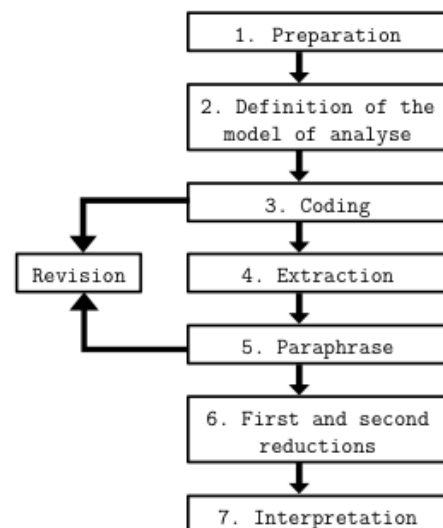 1. Preparation
2. Definition of the
model of analyse
3. Coding
Revision
4. Extraction
5. Paraphrase
6. First and second
reductions
7. Interpretation